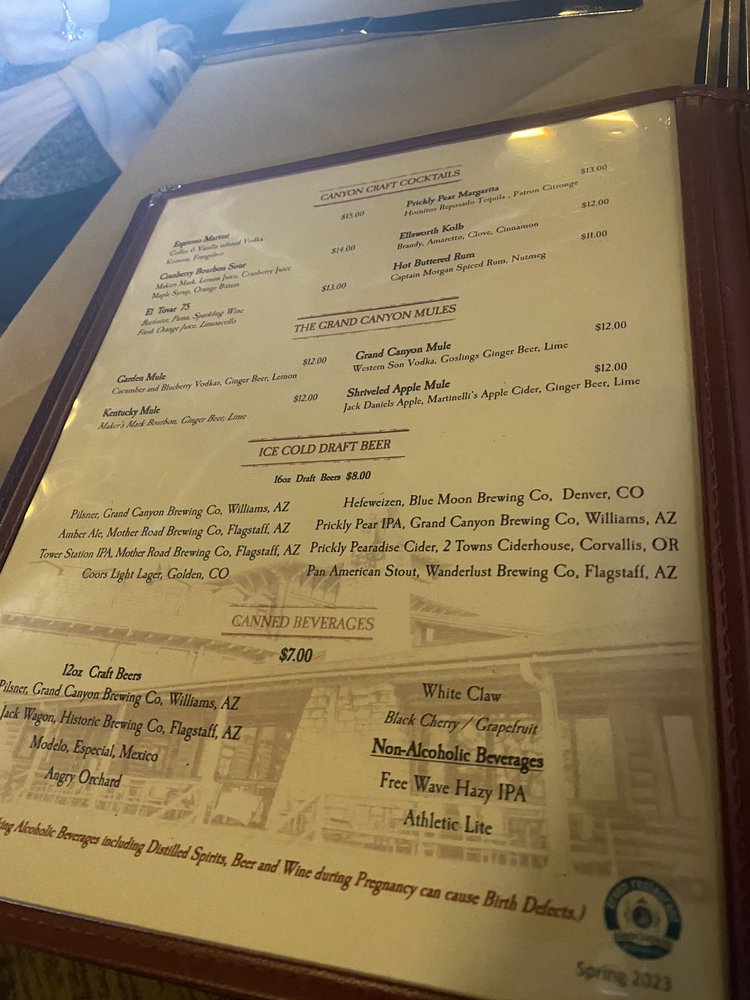 CANYON CRAFT COCKTAILS
Espresso Martini $15.00
Coffee & Vanilla infused Vodka
Kahlua, Frangelico
Cranberry Bourbon Sour $14.00
Makers Mark, Lemon Juice, Cranberry Juice
Maple Syrup, Orange Bitters
El Tovar 75 $13.00
Beefeater, Pama, Sparkling Wine
Fresh Orange Juice, Limoncello
Prickly Pear Margarita $13.00
Hornitos Reposado Tequila , Patron Citronge
Ellsworth Kolb $12.00
Brandy, Amaretto, Clove, Cinnamon
Hot Buttered Rum $11.00
Captain Morgan Spiced Rum, Nutmeg
THE GRAND CANYON MULES
Garden Mule $12.00
Cucumber and Blueberry Vodkas, Ginger Beer, Lemon
Kentucky Mule $12.00
Maker's Mark Bourbon, Ginger Beer, Lime
Grand Canyon Mule $12.00
Western Son Vodka, Goslings Ginger Beer, Lime
Shriveled Apple Mule $12.00
Jack Daniels Apple, Martinelli's Apple Cider, Ginger Beer, Lime
ICE COLD DRAFT BEER
16oz Draft Beers $8.00
Pilsner, Grand Canyon Brewing Co, Williams, AZ
Amber Ale, Mother Road Brewing Co, Flagstaff, AZ
Tower Station IPA, Mother Road Brewing Co, Flagstaff, AZ
Coors Light Lager, Golden, CO
Hefeweizen, Blue Moon Brewing Co, Denver, CO
Prickly Pear IPA, Grand Canyon Brewing Co, Williams, AZ
Prickly Pearadise Cider, 2 Towns Ciderhouse, Corvallis, OR
Pan American Stout, Wanderlust Brewing Co, Flagstaff, AZ
CANNED BEVERAGES
$7.00
12oz Craft Beers
Pilsner, Grand Canyon Brewing Co, Williams, AZ
Jack Wagon, Historic Brewing Co, Flagstaff, AZ
Modelo, Especial, Mexico
Angry Orchard
White Claw
Black Cherry / Grapefruit
Non-Alcoholic Beverages
Free Wave Hazy IPA
Athletic Lite
Alcoholic Beverages including Distilled Spirits, Beer and Wine during Pregnancy can cause Birth Defects.)
Spring 2023